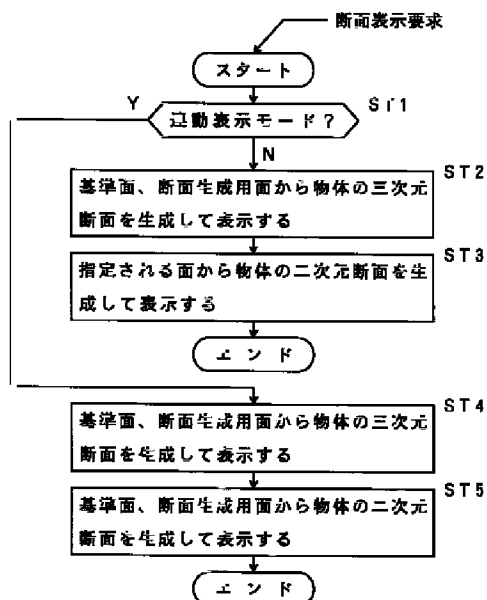 断面表示要求
スタート
Y
連動表示モード？
ST1
N
ST2
基準面、断面生成用面から物体の三次元
断面を生成して表示する
ST3
指定される面から物体の二次元断面を生
成して表示する
エンド
ST4
基準面、断面生成用面から物体の三次元
断面を生成して表示する
ST5
基準面、断面生成用面から物体の二次元
断面を生成して表示する
エンド